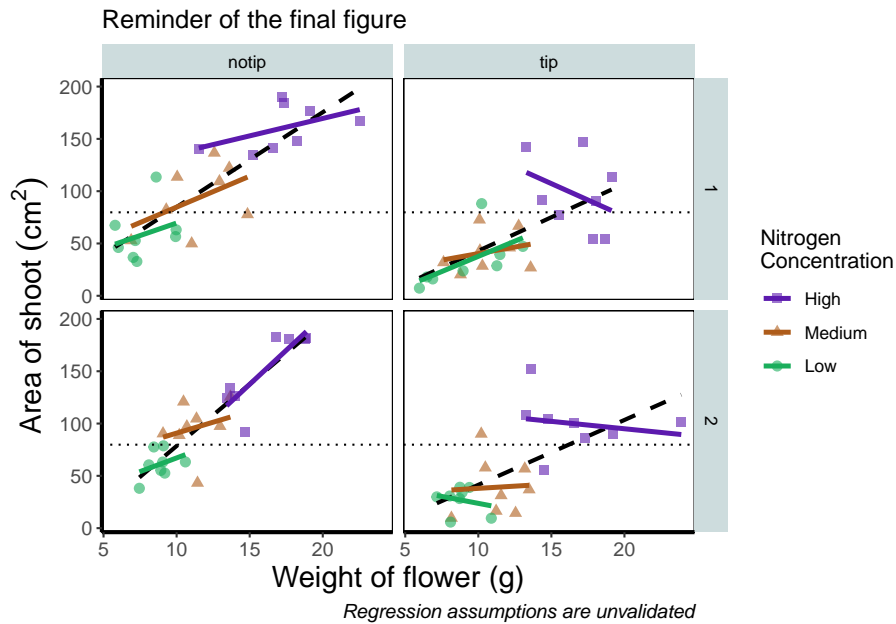 Reminder of the final figure
notip
tip
200
150
100
50
0
1
200
150
100
50
0
2
5
10
15
20
5
10
15
20
Area of shoot (cm²)
Weight of flower (g)
Regression assumptions are unvalidated
Nitrogen
Concentration
High
Medium
Low